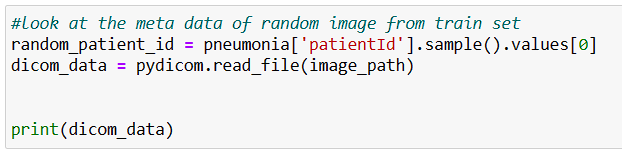 #look at the meta data of random image from train set
random_patient_id = pneumonia['patientId'].sample().values[0]
dicom_data = pydicom.read_file(image_path)
print(dicom_data)